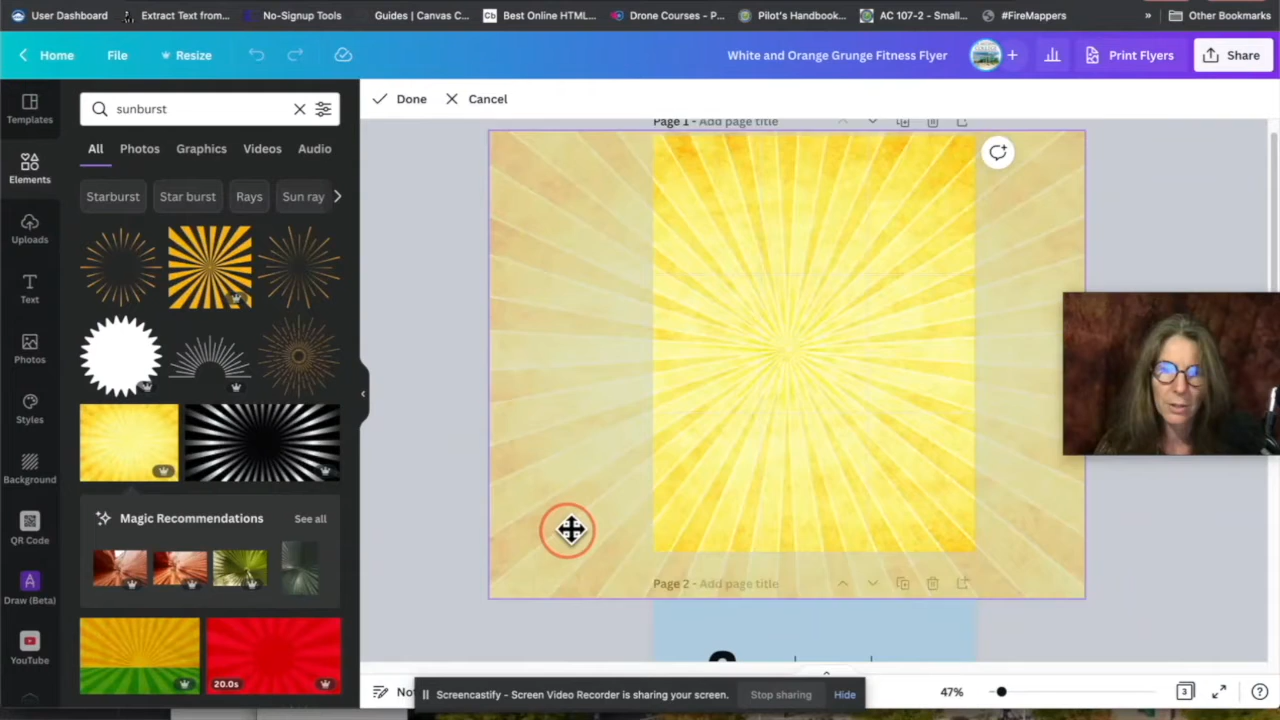 User Dashboard
Extract Text from...
No-Signup Tools
Guides | Canvas C...
Cb
Best Online HTML...
Drone Courses - P...
Pilot's Handbook...
AC 107-2 - Small...
#FireMappers
»
Other Bookmarks
Home
File
Resize
White and Orange Grunge Fitness Flyer
Print Flyers
Share
Templates
sunburst
Done
Cancel
Page 1 - Add page title
All
Photos
Graphics
Videos
Audio
Elements
Starburst
Star burst
Rays
Sun ray
Uploads
Text
Photos
Styles
Background
Magic Recommendations
See all
QR Code
Draw (Beta)
Page 2 - Add page title
YouTube
20.0s
Screencastify - Screen Video Recorder is sharing your screen.
Stop sharing
Hide
47%
3